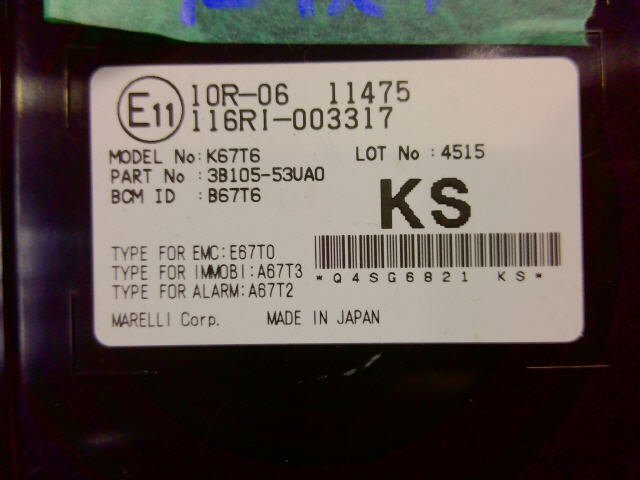 E11
10R-06 11475
116RI-003317
MODEL No:K67T6 LOT No :4515
PART No :3B105-53UA0
BCM ID :B67T6
KS
TYPE FOR EMC:E67T0
TYPE FOR IMMOBI:A67T3
*Q4SG6821 KS*
TYPE FOR ALARM:A67T2
MARELLI Corp. MADE IN JAPAN